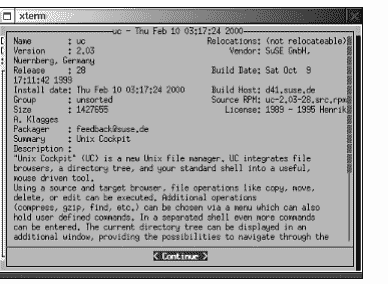 xterm
uc - Thu Feb 10 03:17:24 2000
Name : uc Relocations: (not relocateable)
Version : 2.03 Vendor: SuSE GmbH,
Nuernberg, Germany
Release : 28 Build Date: Sat Oct 9
17:11:42 1999
Install date: Thu Feb 10 03:17:24 2000 Build Host: d41.suse.de
Group : unsorted Source RPM: uc-2.03-28.src.rpm
Size : 1427655 License: 1989 - 1995 Henrik
A. Klagges
Packager : feedback@suse.de
Summary : Unix Cockpit
Description :
"Unix Cockpit" (UC) is a new Unix file manager. UC integrates file
browsers, a directory tree, and your standard shell into a useful,
mouse driven tool.
Using a source and target browser, file operations like copy, move,
delete, or edit can be executed. Additional operations
(compress, gzip, find, etc.) can be chosen via a menu which can also
hold user defined commands. In a separated shell even more commands
can be entered. The current directory tree can be displayed in an
additional window, providing the possibilities to navigate through the
< Continue >